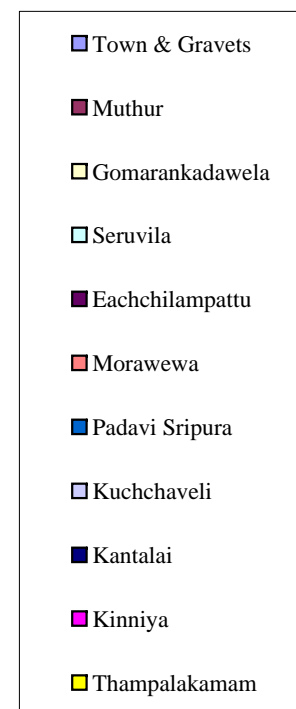 Town & Gravets
Muthur
Gomarankadawela
Seruvila
Eachchilampattu
Morawewa
Padavi Sripura
Kuchchaveli
Kantalai
Kinniya
Thampalakamam